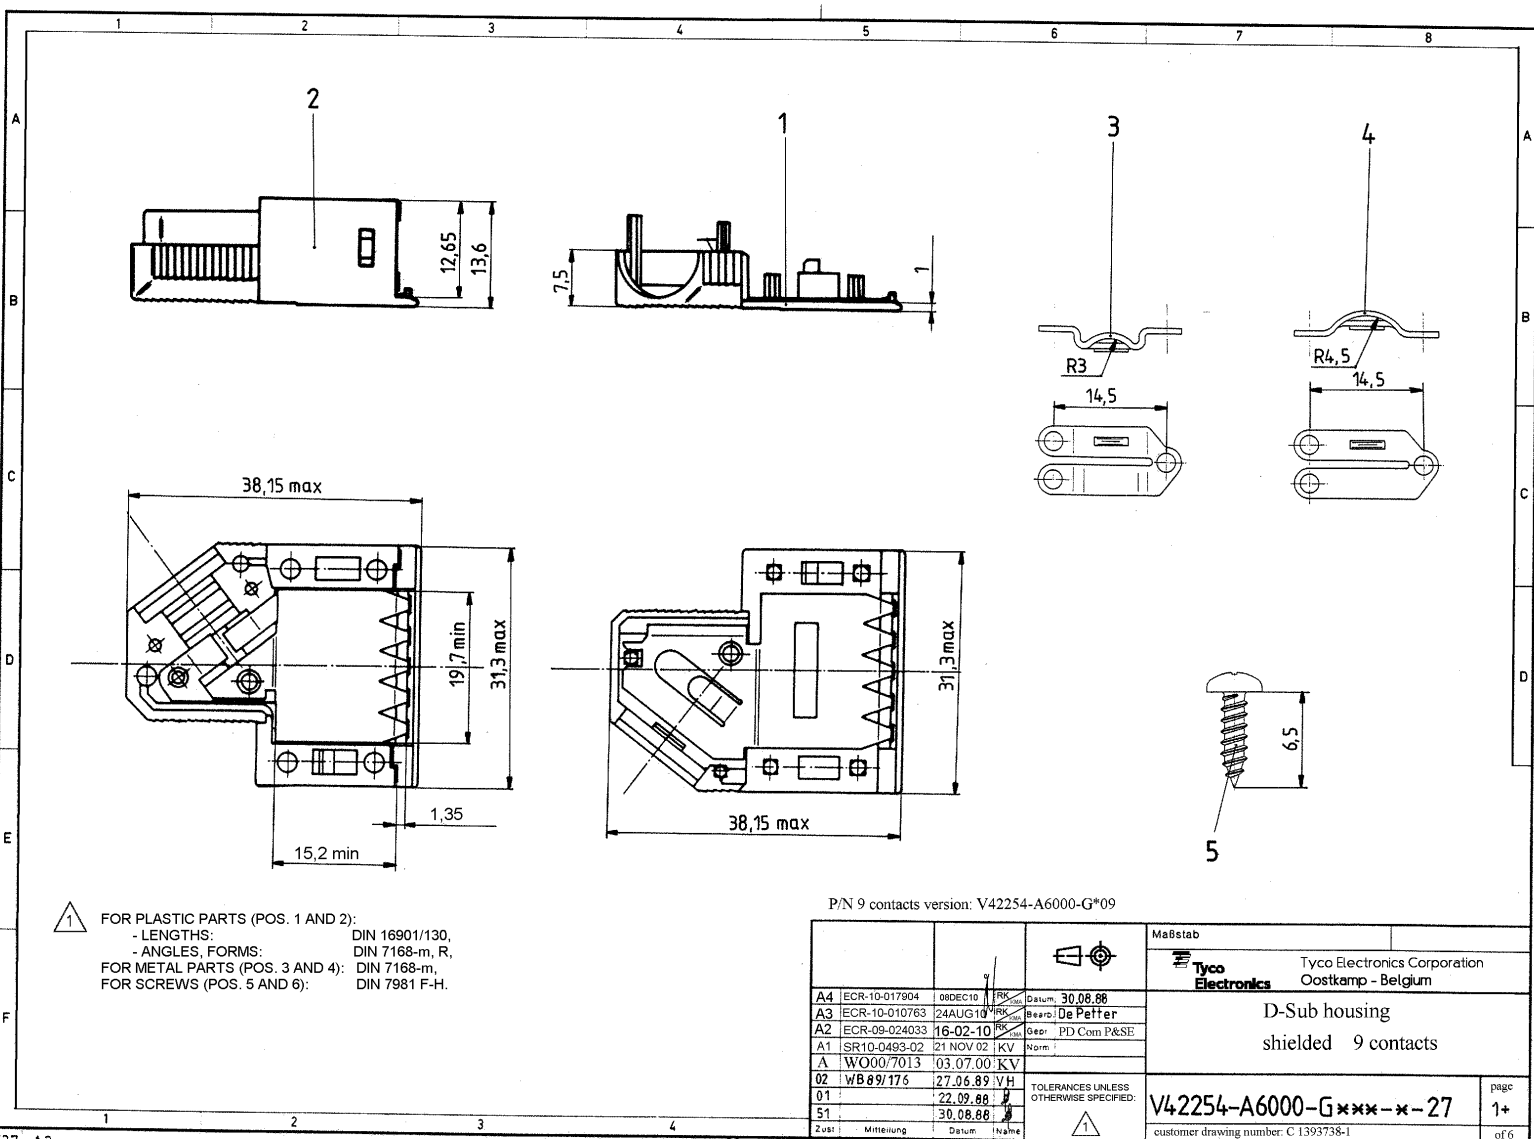 1 2 3 4 5 6 7 8
A
B
C
D
E
F
A
B
C
D
2
1
3
4
12,65
13,6
7,5
1
R3
14,5
R4,5
14,5
38,15 max
19,7 min
31,3 max
1,35
15,2 min
31,3 max
38,15 max
6,5
5
1
FOR PLASTIC PARTS (POS. 1 AND 2):
- LENGTHS: DIN 16901/130,
- ANGLES, FORMS: DIN 7168-m, R,
FOR METAL PARTS (POS. 3 AND 4): DIN 7168-m,
FOR SCREWS (POS. 5 AND 6): DIN 7981 F-H.
P/N 9 contacts version: V42254-A6000-G*09
Maßstab
Tyco Electronics
Tyco Electronics Corporation
Oostkamp - Belgium
D-Sub housing
shielded 9 contacts
A4 ECR-10-017904 08DEC10 RK KMA
A3 ECR-10-010763 24AUG10 RK KMA
A2 ECR-09-024033 16-02-10 RK KMA
A1 SR10-0493-02 21 NOV 02 KV
A WO00/7013 03.07.00 KV
02 WB89/176 27.06.89 VH
01 22.09.88
S1 30.08.88
Zust Mitteilung Datum Name
Datum 30.08.88
Bearb. De Petter
Gepr PD Com P&SE
Norm
TOLERANCES UNLESS
OTHERWISE SPECIFIED:
1
V42254-A6000-G***-*-27
customer drawing number: C 1393738-1
page
1+
of 6
1 2 3 4